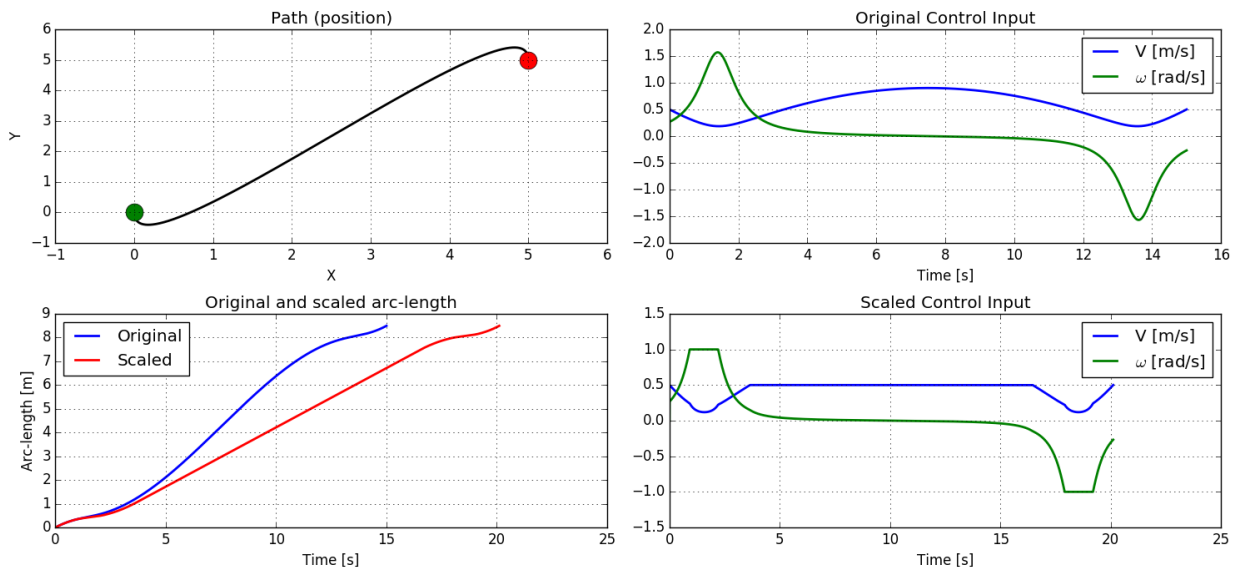 Path (position)
6
5
4
3
2
1
0
−1
Y
−1 0 1 2 3 4 5 6
X
Original Control Input
2.0
1.5
1.0
0.5
0.0
−0.5
−1.0
−1.5
−2.0
V [m/s]
ω [rad/s]
0 2 4 6 8 10 12 14 16
Time [s]
Original and scaled arc-length
9
8
7
6
5
4
3
2
1
0
Arc-length [m]
Original
Scaled
0 5 10 15 20 25
Time [s]
Scaled Control Input
1.5
1.0
0.5
0.0
−0.5
−1.0
−1.5
V [m/s]
ω [rad/s]
0 5 10 15 20 25
Time [s]